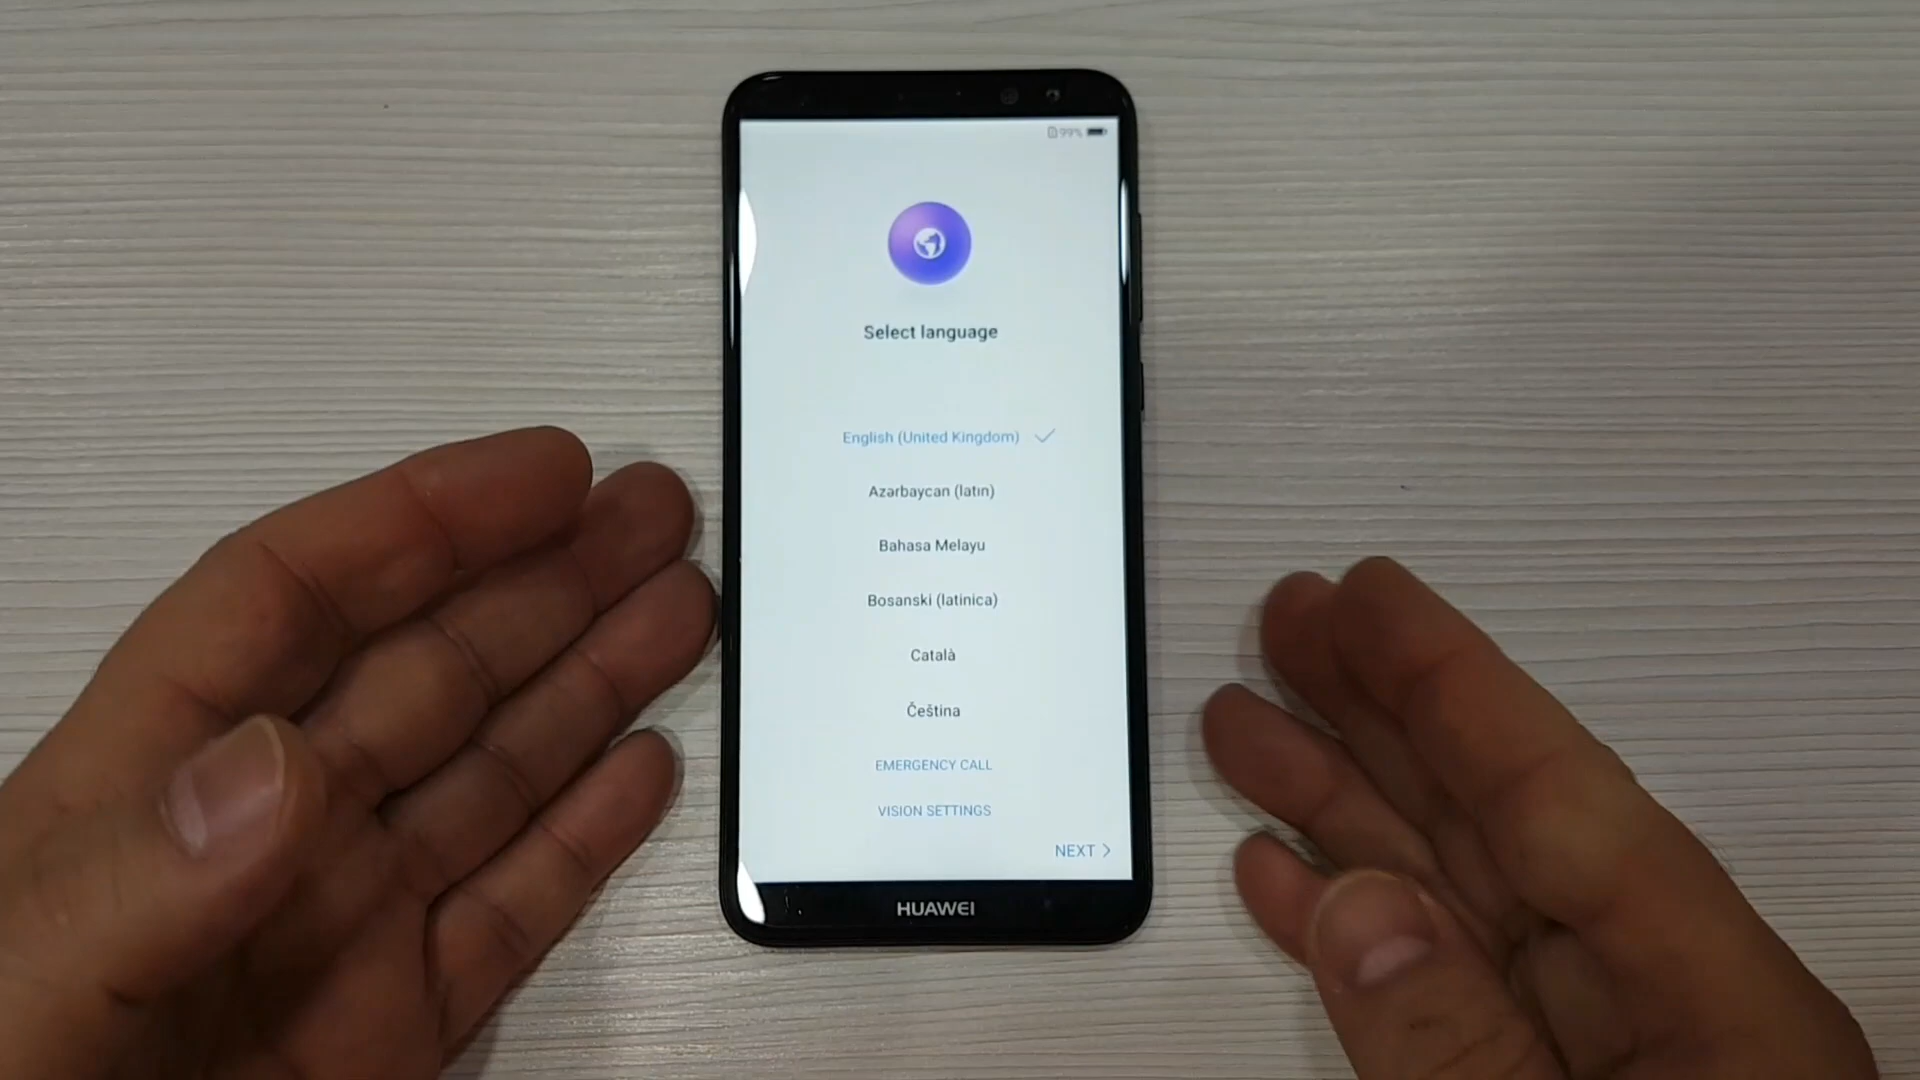 99%
Select language
English (United Kingdom)
Azərbaycan (latın)
Bahasa Melayu
Bosanski (latinica)
Català
Čeština
EMERGENCY CALL
VISION SETTINGS
NEXT
HUAWEI